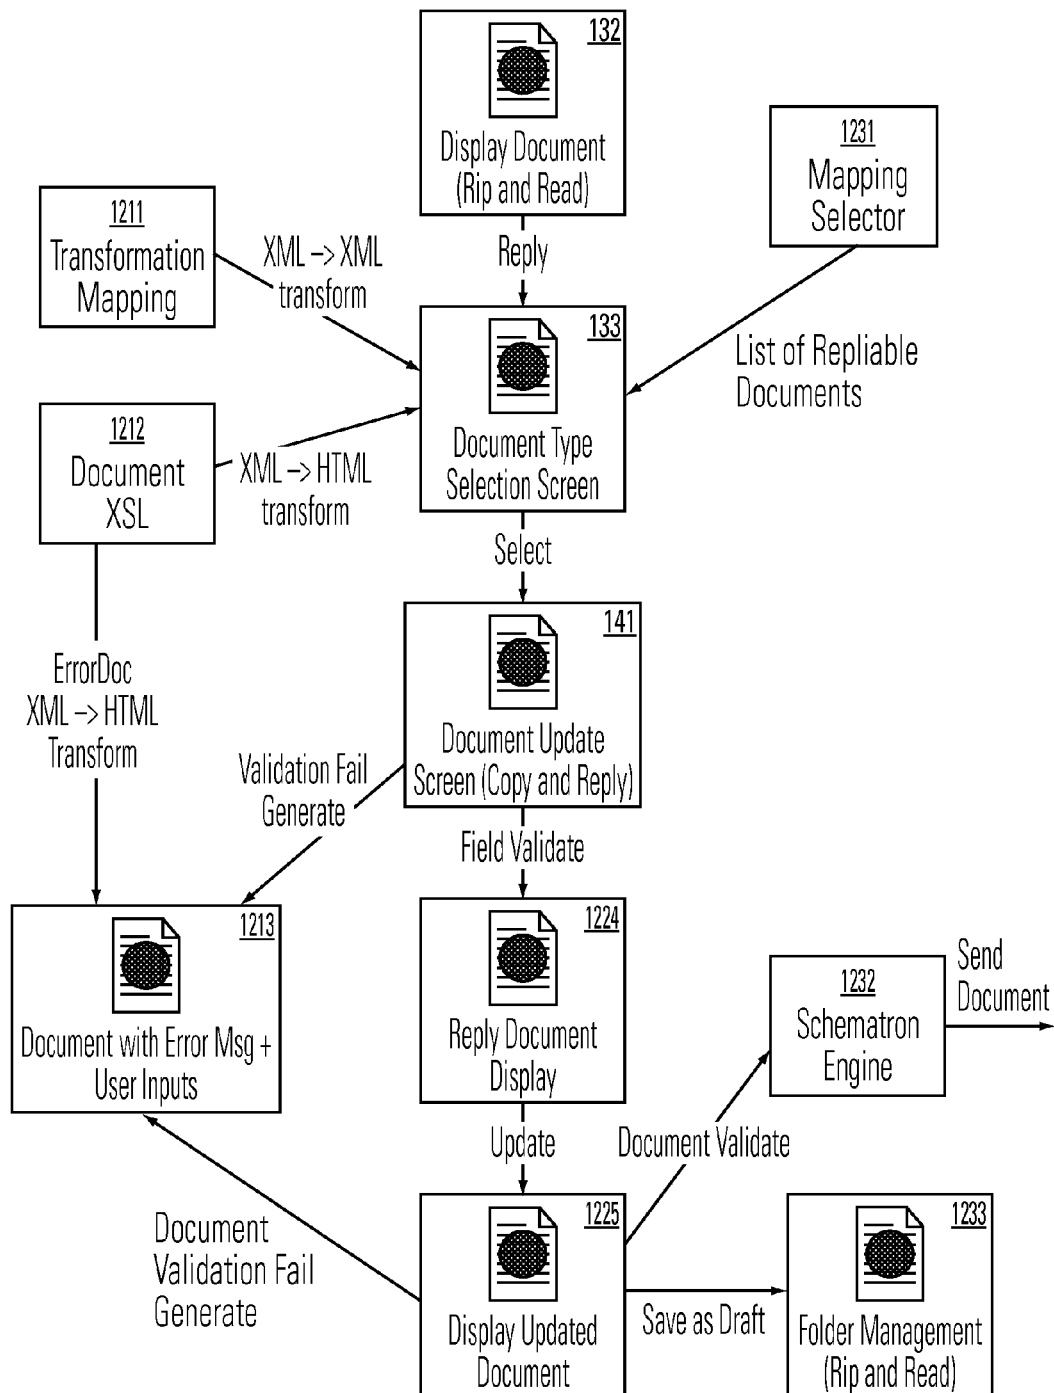 132
Display Document
(Rip and Read)
1231
Mapping
Selector
1211
Transformation
Mapping
XML –> XML
transform
Reply
133
Document Type
Selection Screen
List of Repliable
Documents
1212
Document
XSL
XML –> HTML
transform
Select
141
Document Update
Screen (Copy and Reply)
ErrorDoc
XML –> HTML
Transform
Validation Fail
Generate
Field Validate
1213
Document with Error Msg +
User Inputs
1224
Reply Document
Display
1232
Schematron
Engine
Send
Document
Update
Document Validate
Document
Validation Fail
Generate
1225
Display Updated
Document
Save as Draft
1233
Folder Management
(Rip and Read)